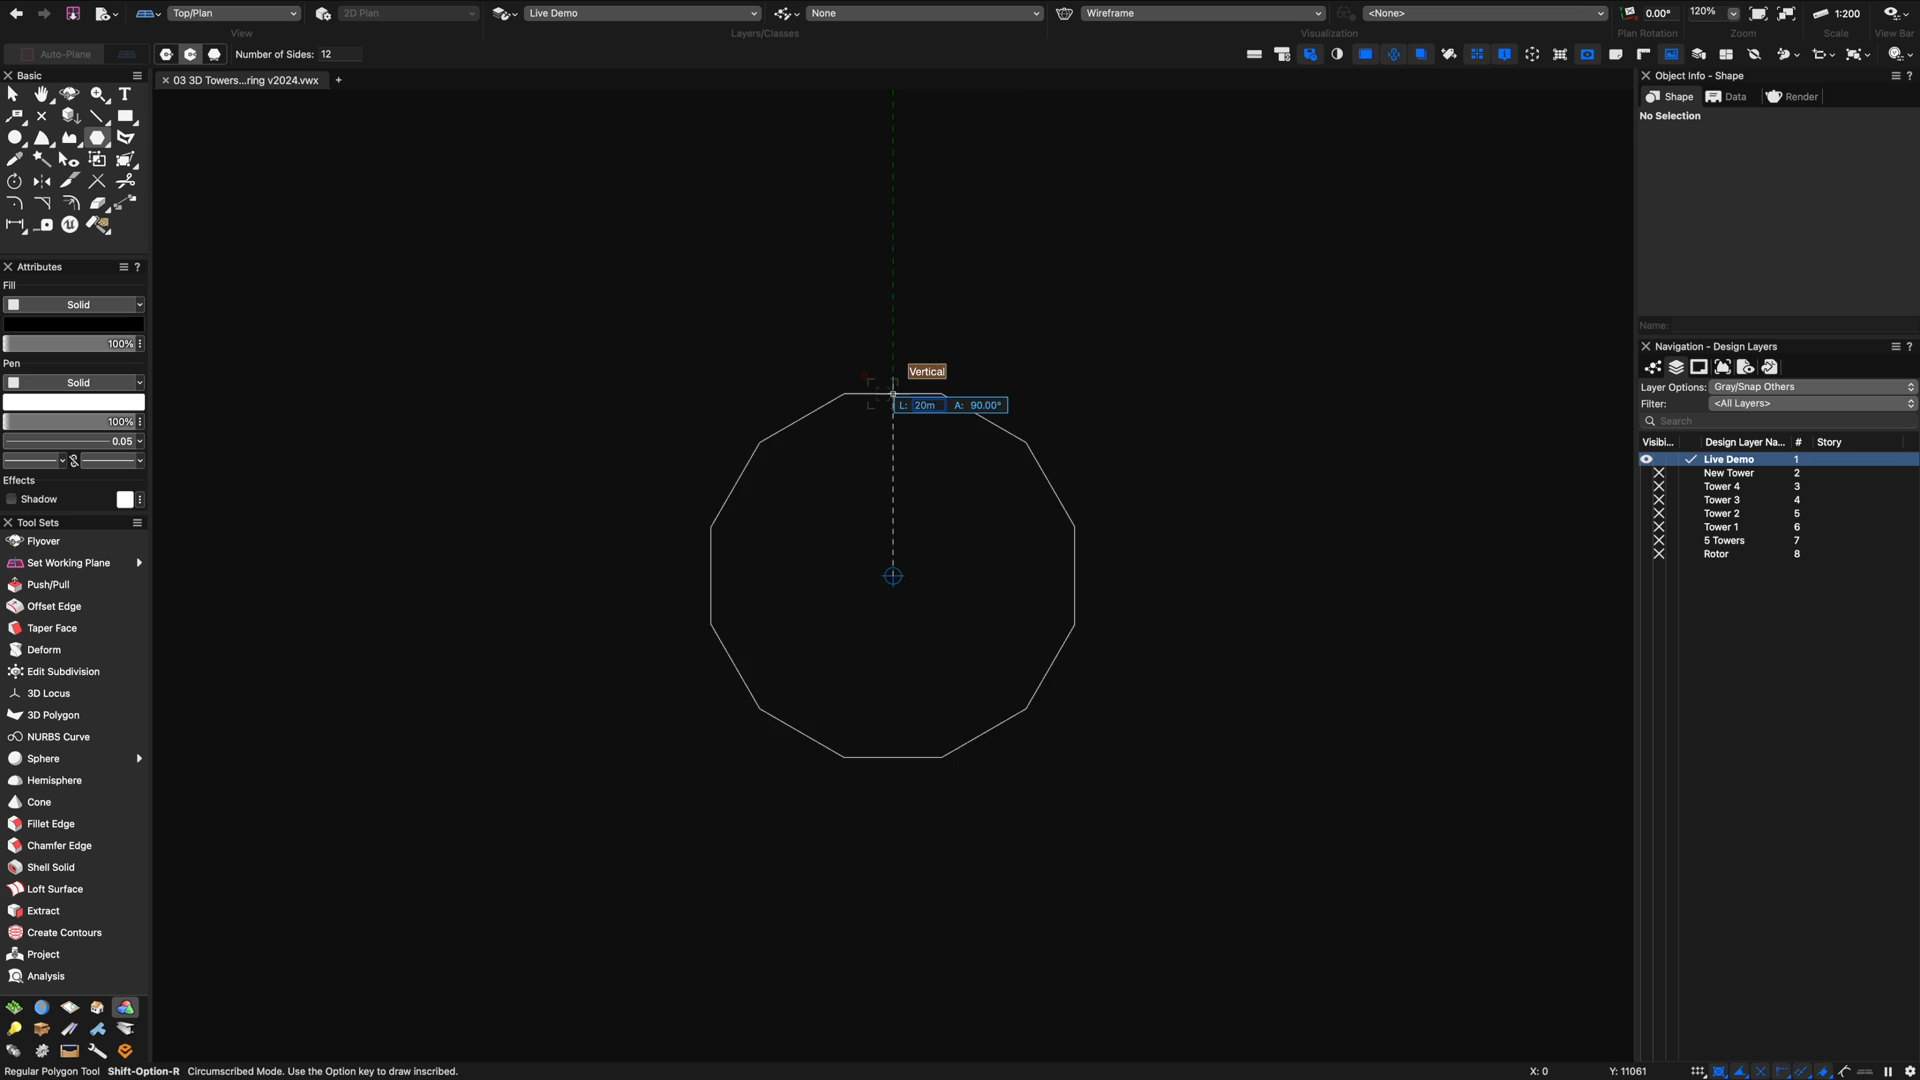 Top/Plan
2D Plan
Live Demo
None
Wireframe
<None>
0.00°
120%
1:200
View
Layers/Classes
Visualization
Plan Rotation
Zoom
Scale
View Bar
Auto-Plane
Number of Sides: 12
Basic
03 3D Towers...ring v2024.vwx
+
Object Info - Shape
?
Shape
Data
Render
No Selection
Attributes
?
Fill
Solid
100%
Pen
Solid
100%
0.05
Effects
Shadow
Tool Sets
Flyover
Set Working Plane
Push/Pull
Offset Edge
Taper Face
Deform
Edit Subdivision
3D Locus
3D Polygon
NURBS Curve
Sphere
Hemisphere
Cone
Fillet Edge
Chamfer Edge
Shell Solid
Loft Surface
Extract
Create Contours
Project
Analysis
Vertical
L: 20m A: 90.00°
Name:
Navigation - Design Layers
?
Layer Options: Gray/Snap Others
Filter: <All Layers>
Search
Visibi... Design Layer Na... # Story
Live Demo 1
New Tower 2
Tower 4 3
Tower 3 4
Tower 2 5
Tower 1 6
5 Towers 7
Rotor 8
Regular Polygon Tool Shift-Option-R Circumscribed Mode. Use the Option key to draw inscribed.
X: 0
Y: 11061